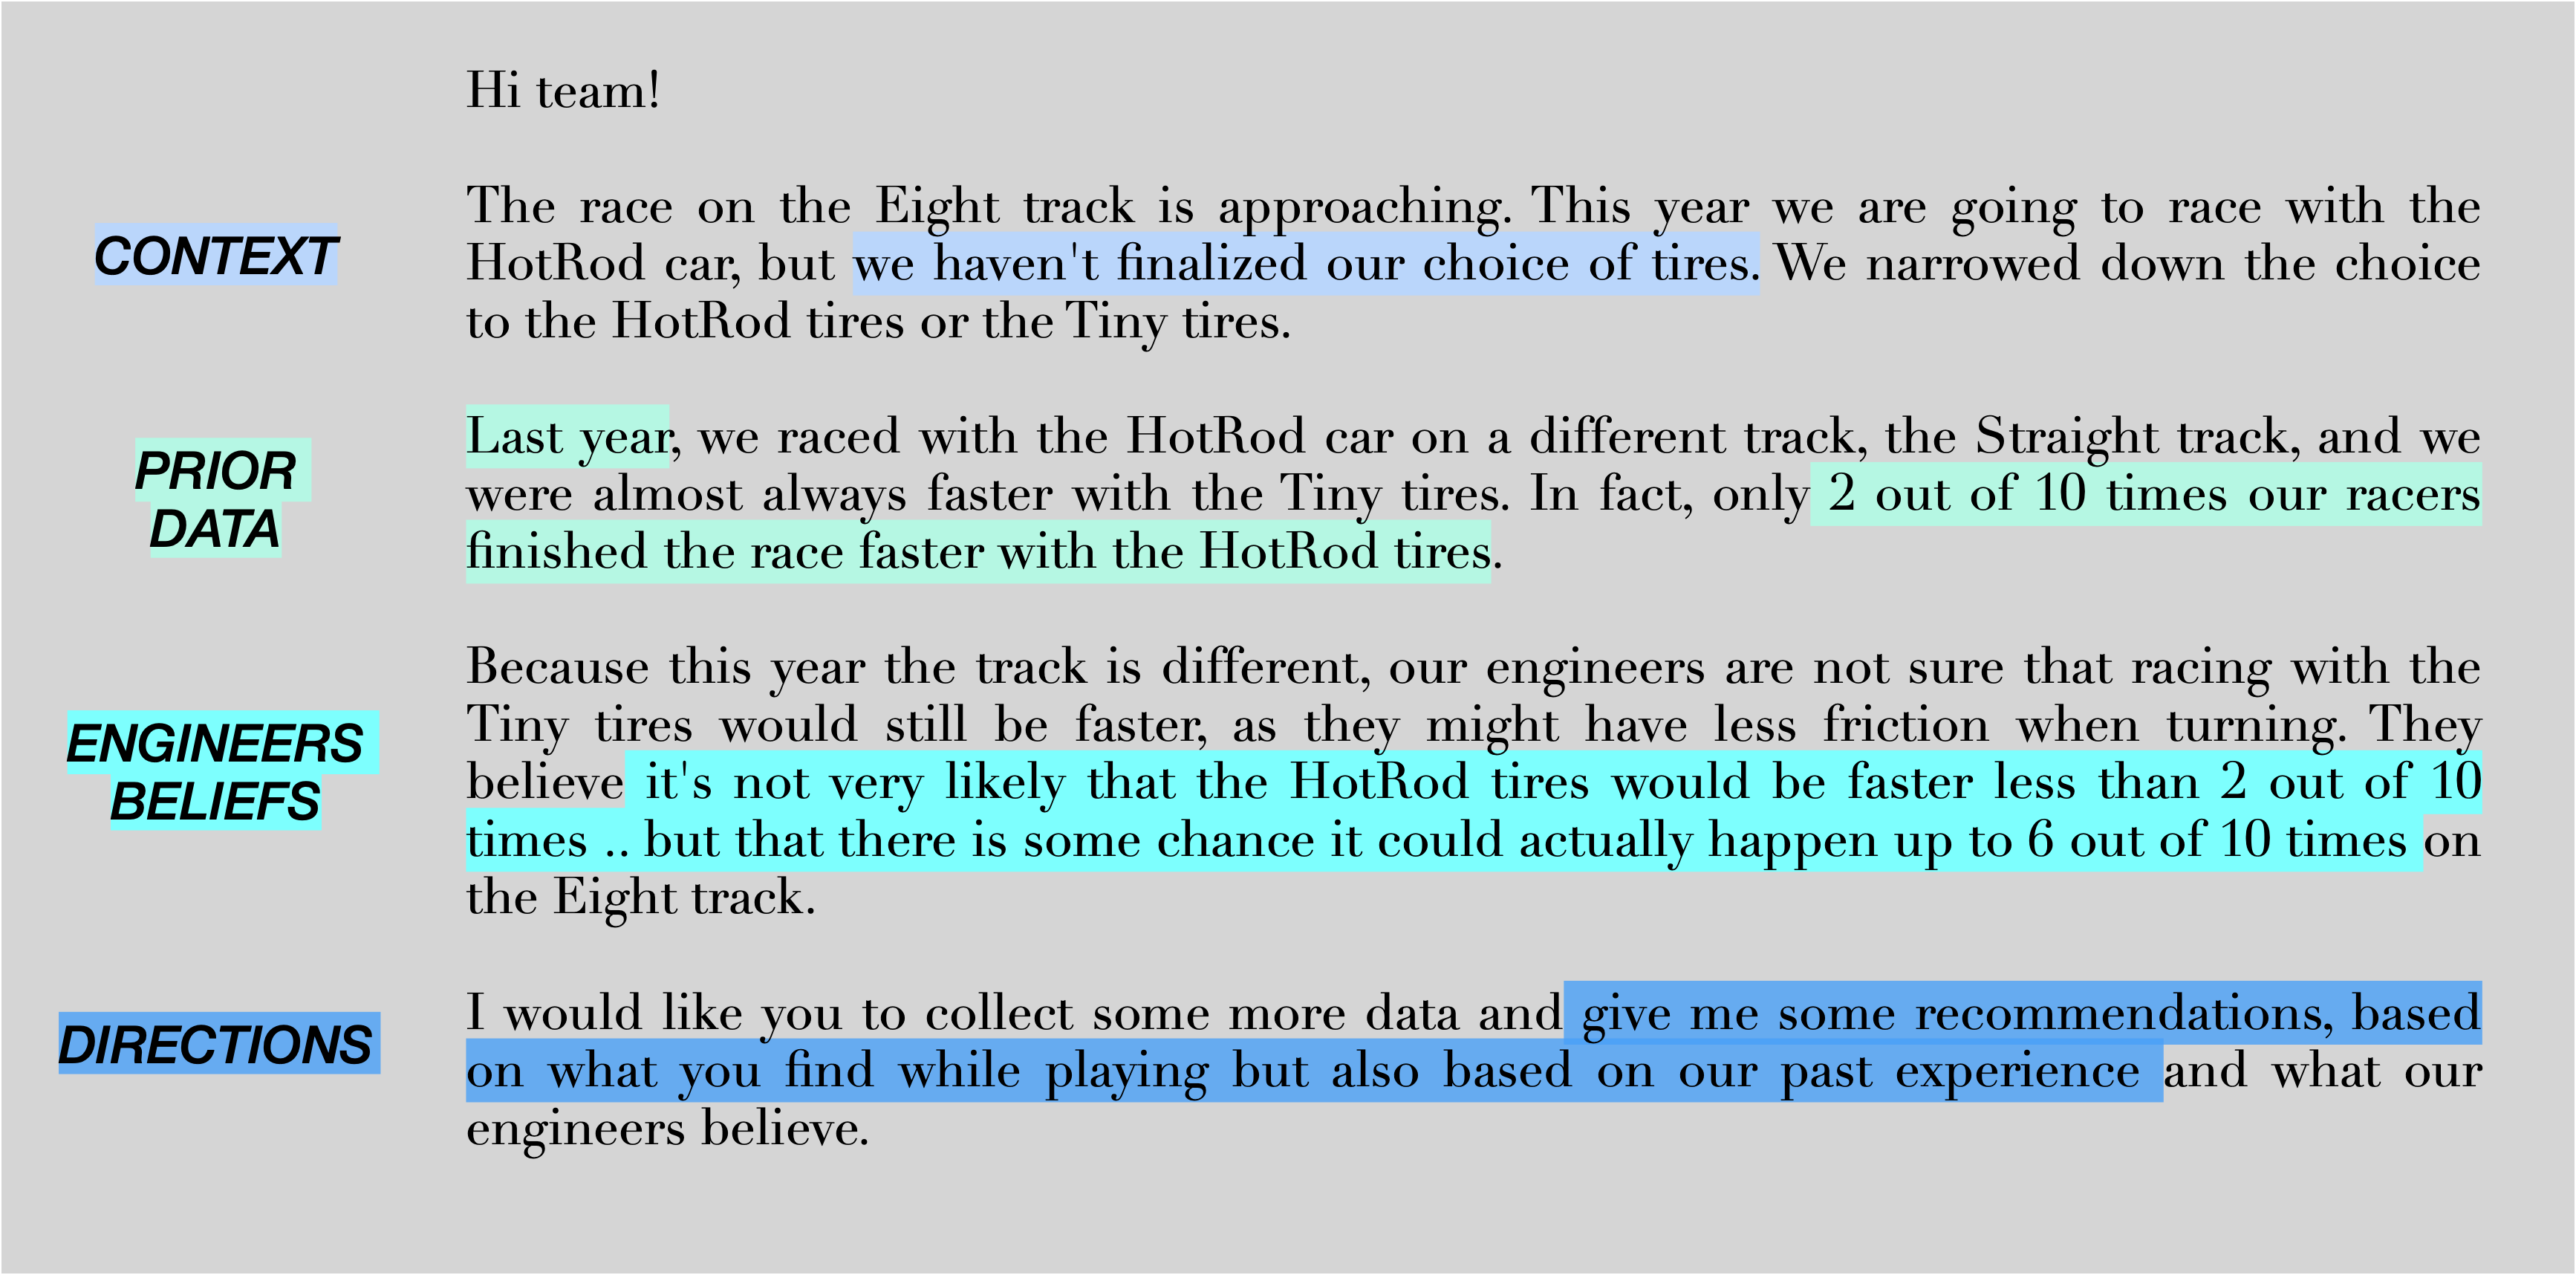 Hi team!
CONTEXT
The race on the Eight track is approaching. This year we are going to race with the
HotRod car, but we haven't finalized our choice of tires. We narrowed down the choice
to the HotRod tires or the Tiny tires.
PRIOR
DATA
Last year, we raced with the HotRod car on a different track, the Straight track, and we
were almost always faster with the Tiny tires. In fact, only 2 out of 10 times our racers
finished the race faster with the HotRod tires.
ENGINEERS
BELIEFS
Because this year the track is different, our engineers are not sure that racing with the
Tiny tires would still be faster, as they might have less friction when turning. They
believe it's not very likely that the HotRod tires would be faster less than 2 out of 10
times .. but that there is some chance it could actually happen up to 6 out of 10 times on
the Eight track.
DIRECTIONS
I would like you to collect some more data and give me some recommendations, based
on what you find while playing but also based on our past experience and what our
engineers believe.